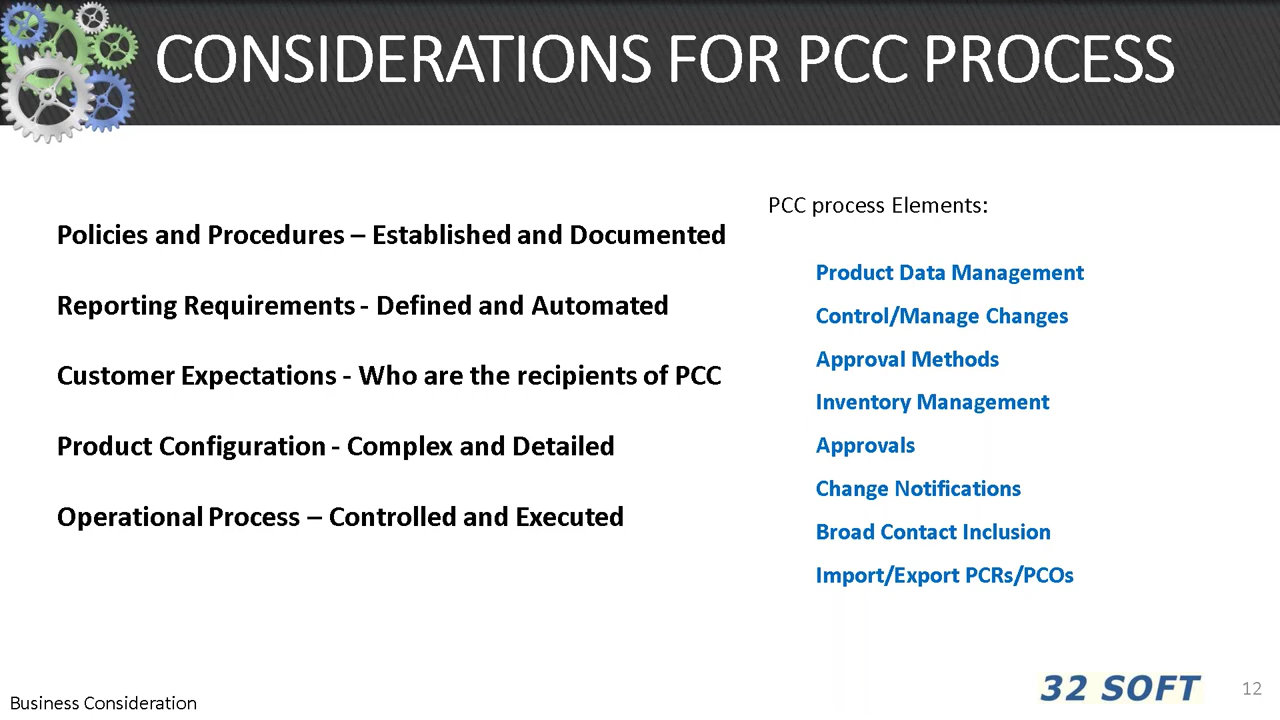 CONSIDERATIONS FOR PCC PROCESS
Policies and Procedures – Established and Documented
Reporting Requirements - Defined and Automated
Customer Expectations - Who are the recipients of PCC
Product Configuration - Complex and Detailed
Operational Process – Controlled and Executed
PCC process Elements:
Product Data Management
Control/Manage Changes
Approval Methods
Inventory Management
Approvals
Change Notifications
Broad Contact Inclusion
Import/Export PCRs/PCOs
Business Consideration
32 SOFT
12